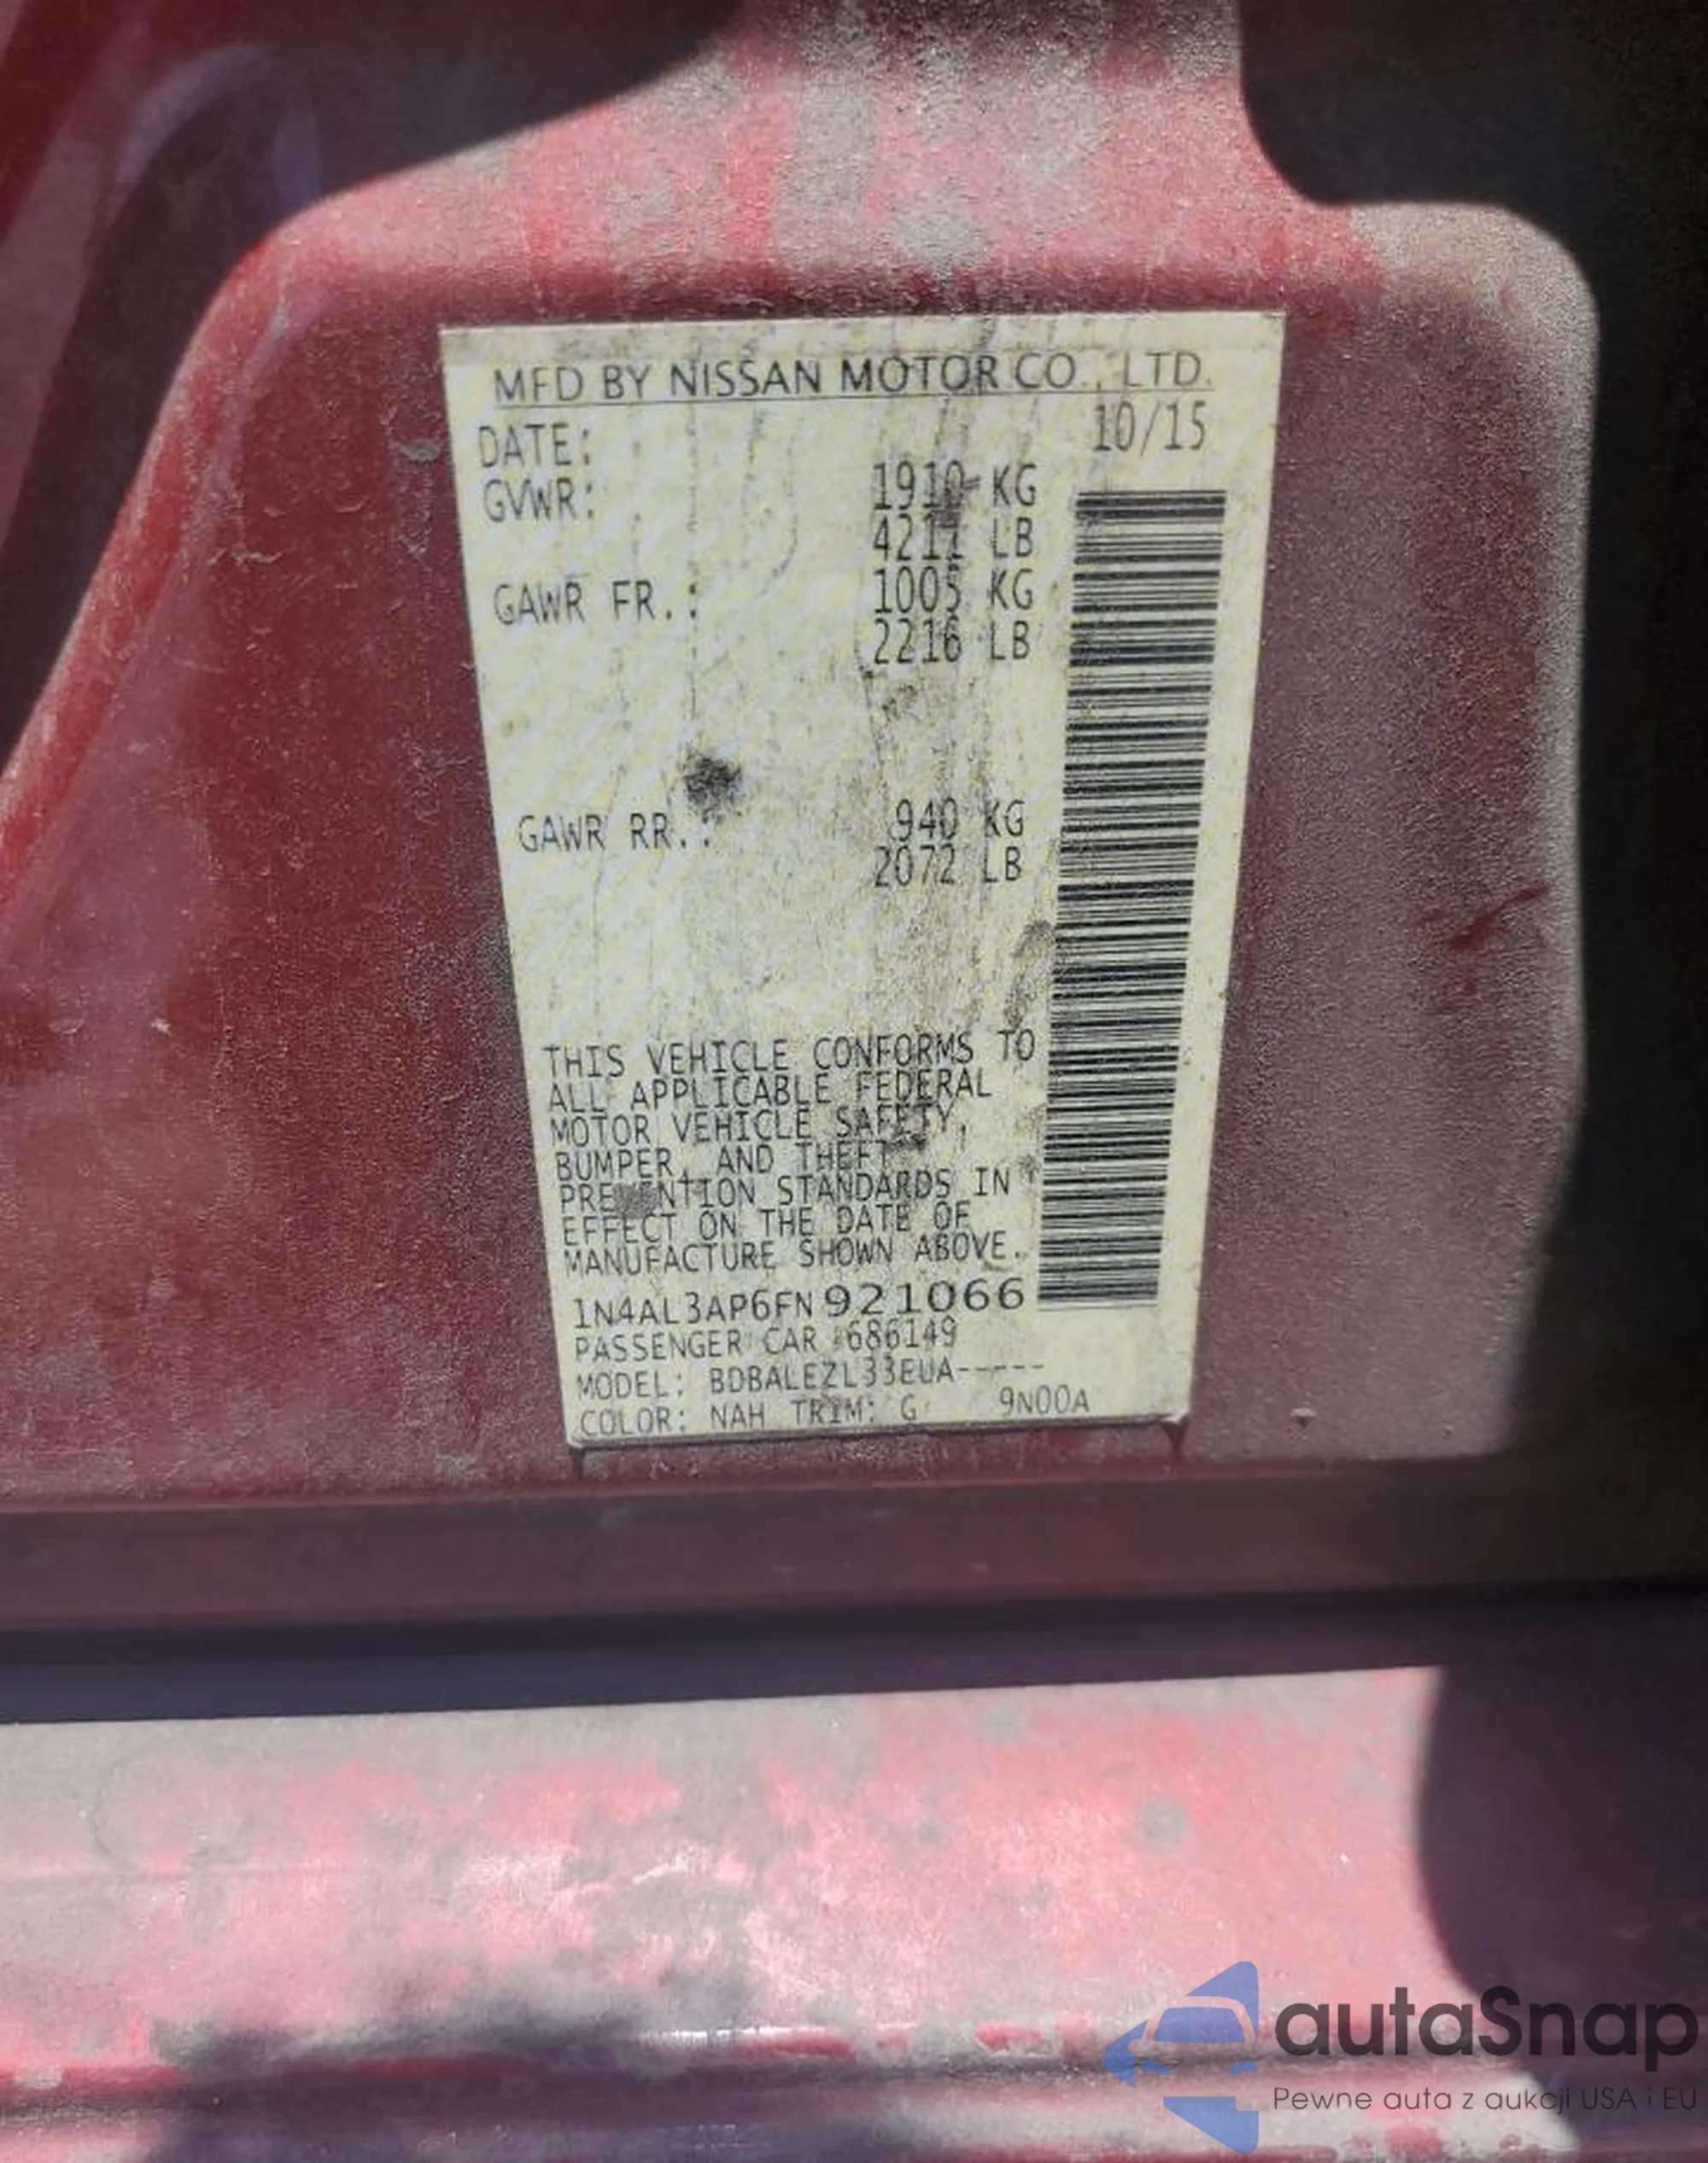 MFD BY NISSAN MOTOR CO., LTD.
DATE: 10/15
GVWR: 1910 KG
4211 LB
GAWR FR.: 1005 KG
2216 LB
GAWR RR.: 940 KG
2072 LB
THIS VEHICLE CONFORMS TO
ALL APPLICABLE FEDERAL
MOTOR VEHICLE SAFETY,
BUMPER, AND THEFT
PREVENTION STANDARDS IN
EFFECT ON THE DATE OF
MANUFACTURE SHOWN ABOVE.
1N4AL3AP6FN921066
PASSENGER CAR 686149
MODEL: BDBALEZL33EUA-----
COLOR: NAH TRIM: G 9N00A
autaSnap
Pewne auta z aukcji USA i EU